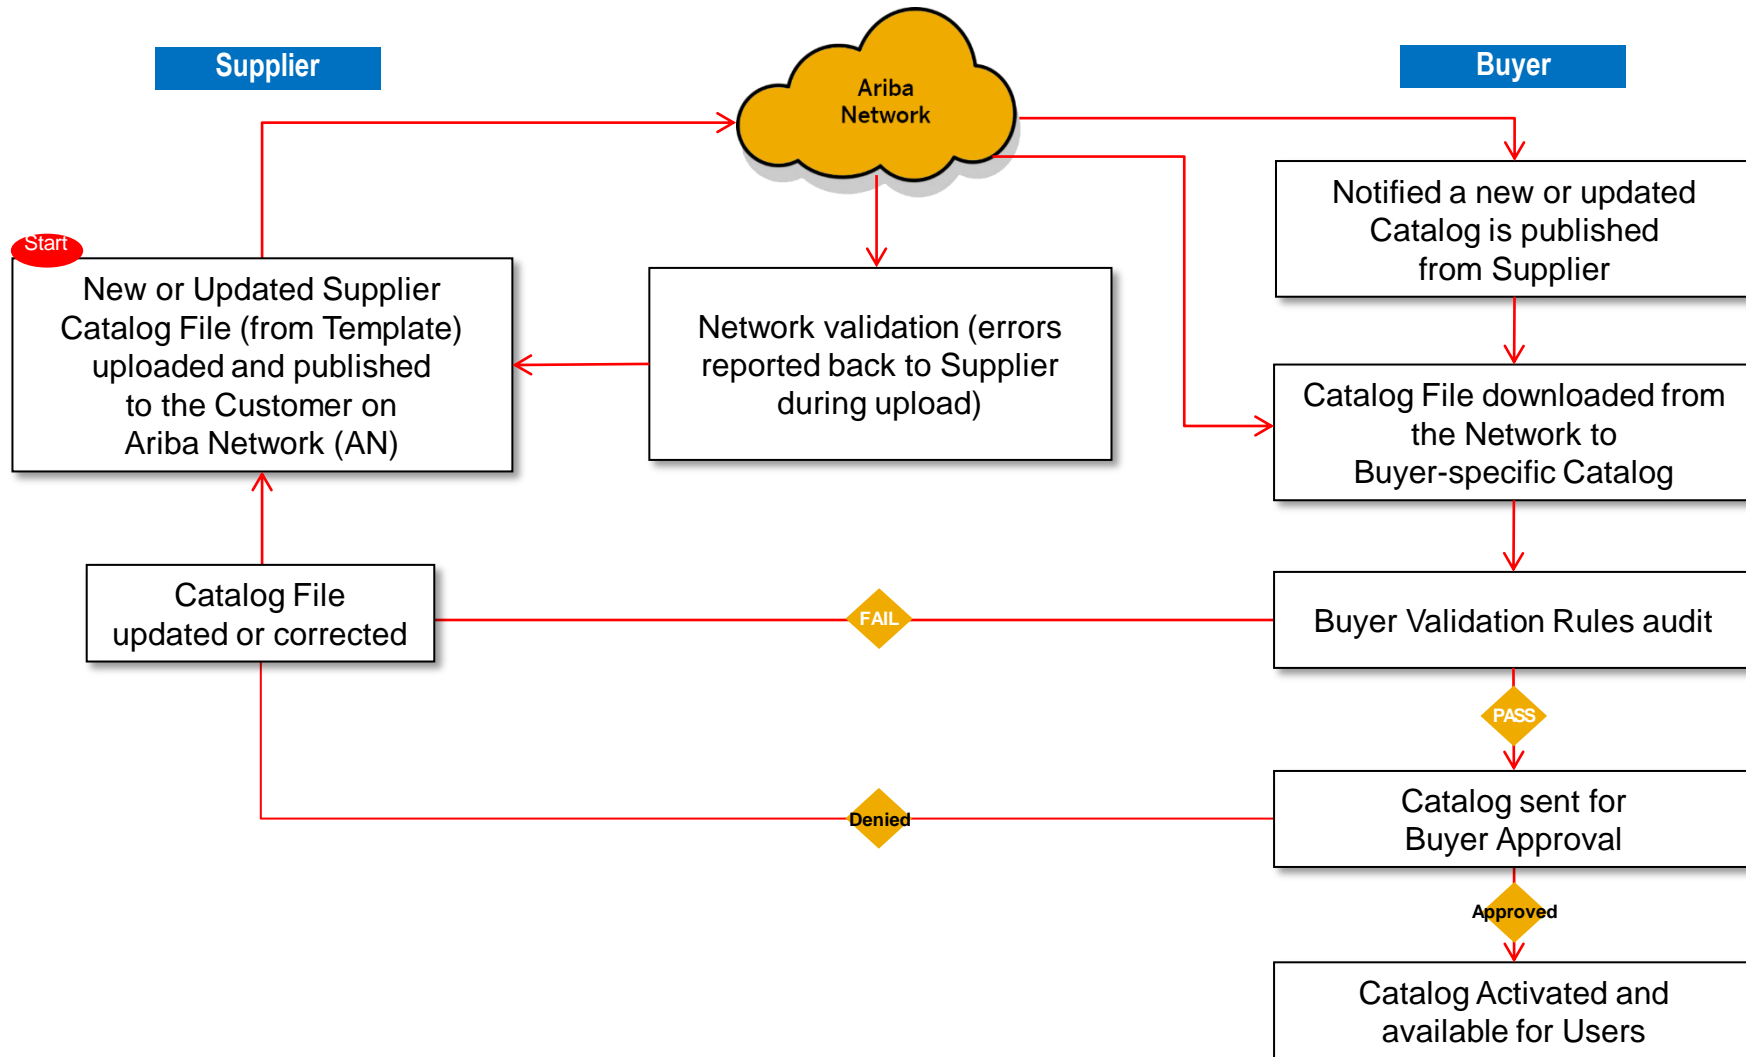 Supplier
Ariba
Network
Buyer
Start
New or Updated Supplier
Catalog File (from Template)
uploaded and published
to the Customer on
Ariba Network (AN)
Network validation (errors
reported back to Supplier
during upload)
Notified a new or updated
Catalog is published
from Supplier
Catalog File downloaded from
the Network to
Buyer-specific Catalog
Catalog File
updated or corrected
FAIL
Buyer Validation Rules audit
PASS
Denied
Catalog sent for
Buyer Approval
Approved
Catalog Activated and
available for Users